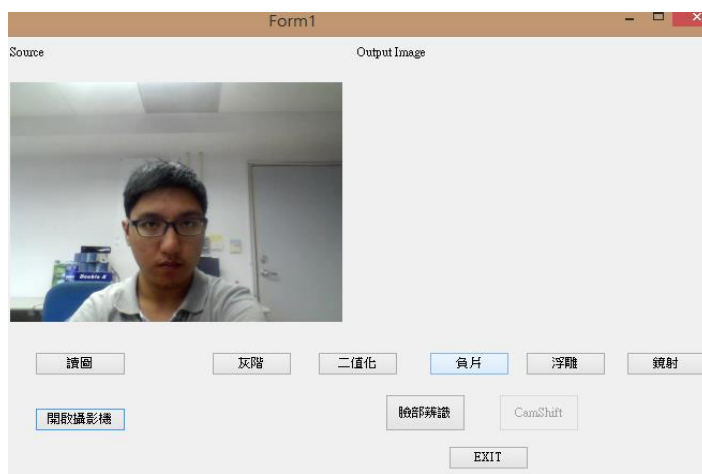 Form1
Source
Output Image
Double A
讀圖
灰階
二值化
負片
浮雕
鏡射
開啟攝影機
臉部辨識
CamShift
EXIT